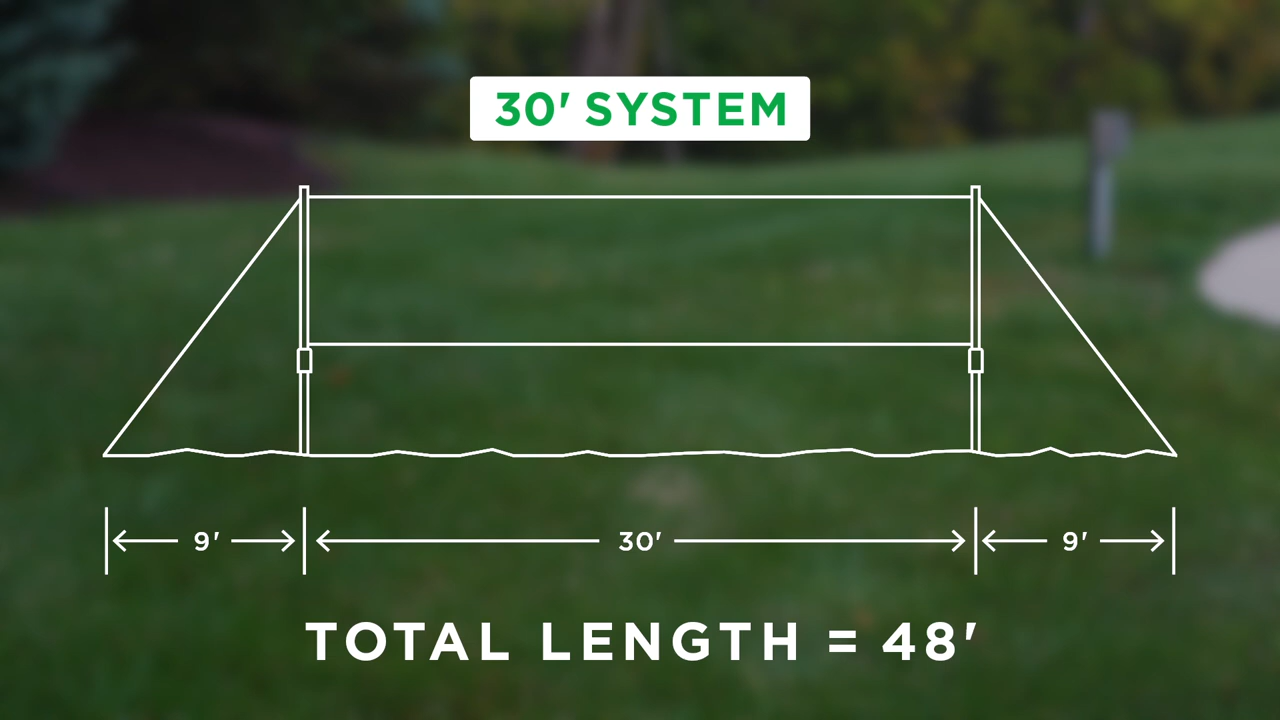 30' SYSTEM
9' 30' 9'
TOTAL LENGTH = 48'